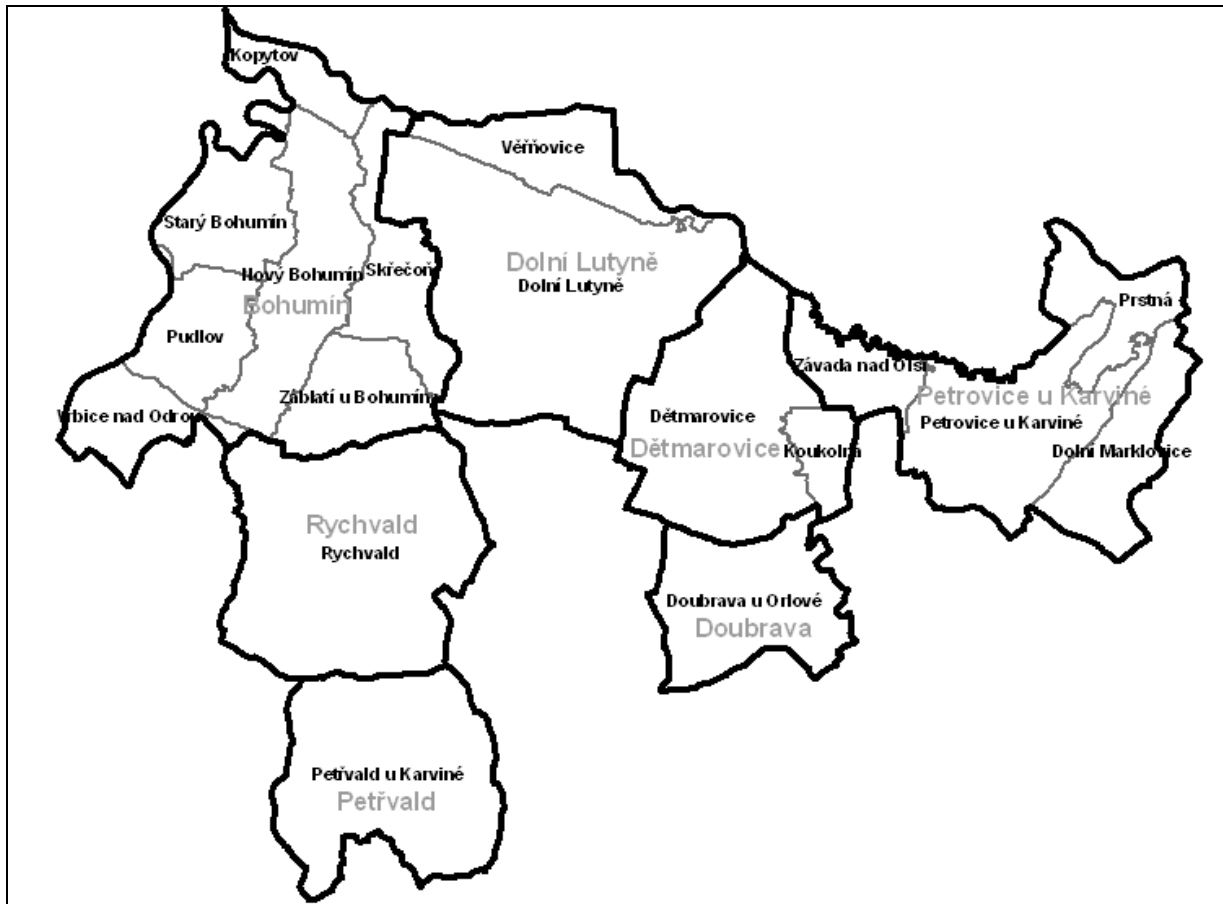 Kopytov
Věřňovice
Starý Bohumín
Nový Bohumín
Skřečoň
Dolní Lutyně
Dolní Lutyně
Bohumín
Prstná
Pudlov
Závada nad Olší
Petrovice u Karviné
Záblatí u Bohumína
Vrbice nad Odrou
Dětmarovice
Petrovice u Karviné
Dětmarovice
Koukolná
Dolní Marklovice
Rychvald
Rychvald
Doubrava u Orlové
Doubrava
Petřvald u Karviné
Petřvald